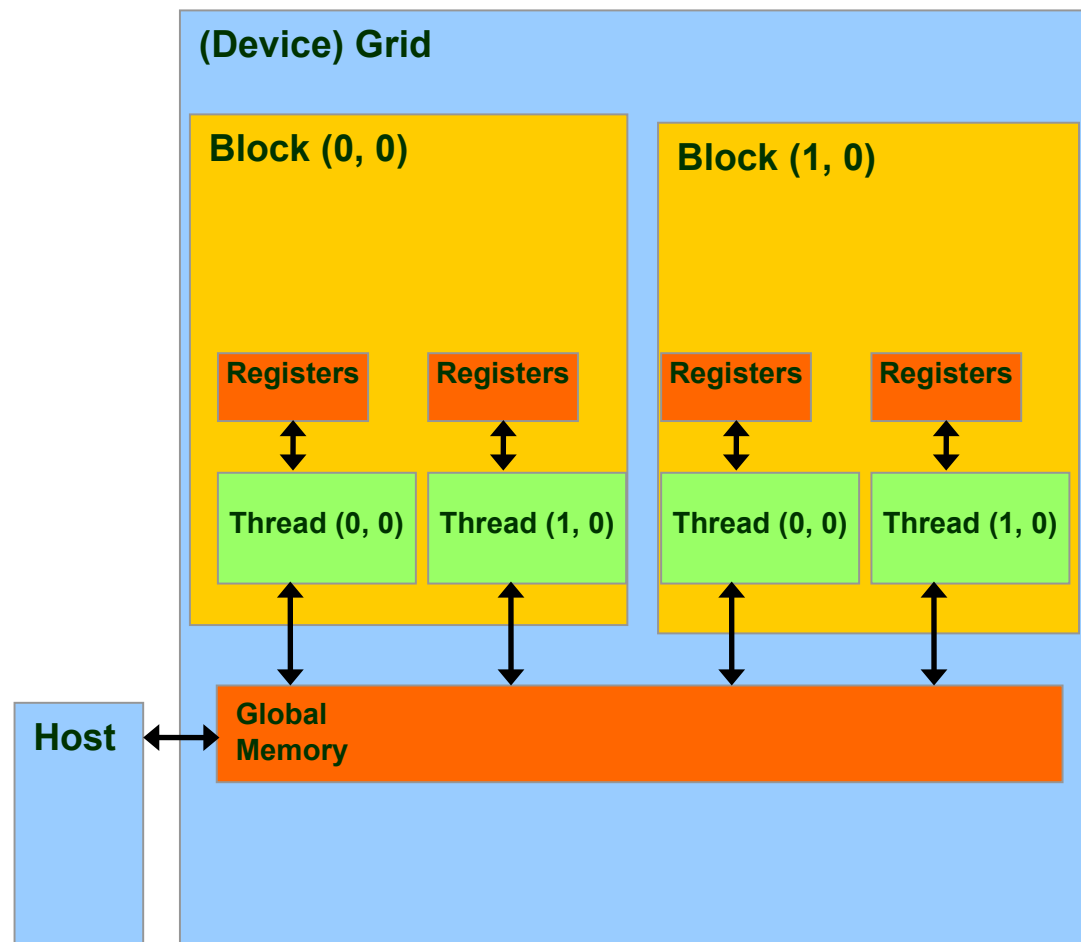 (Device) Grid
Block (0, 0)
Block (1, 0)
Registers
Registers
Registers
Registers
Thread (0, 0)
Thread (1, 0)
Thread (0, 0)
Thread (1, 0)
Global
Memory
Host